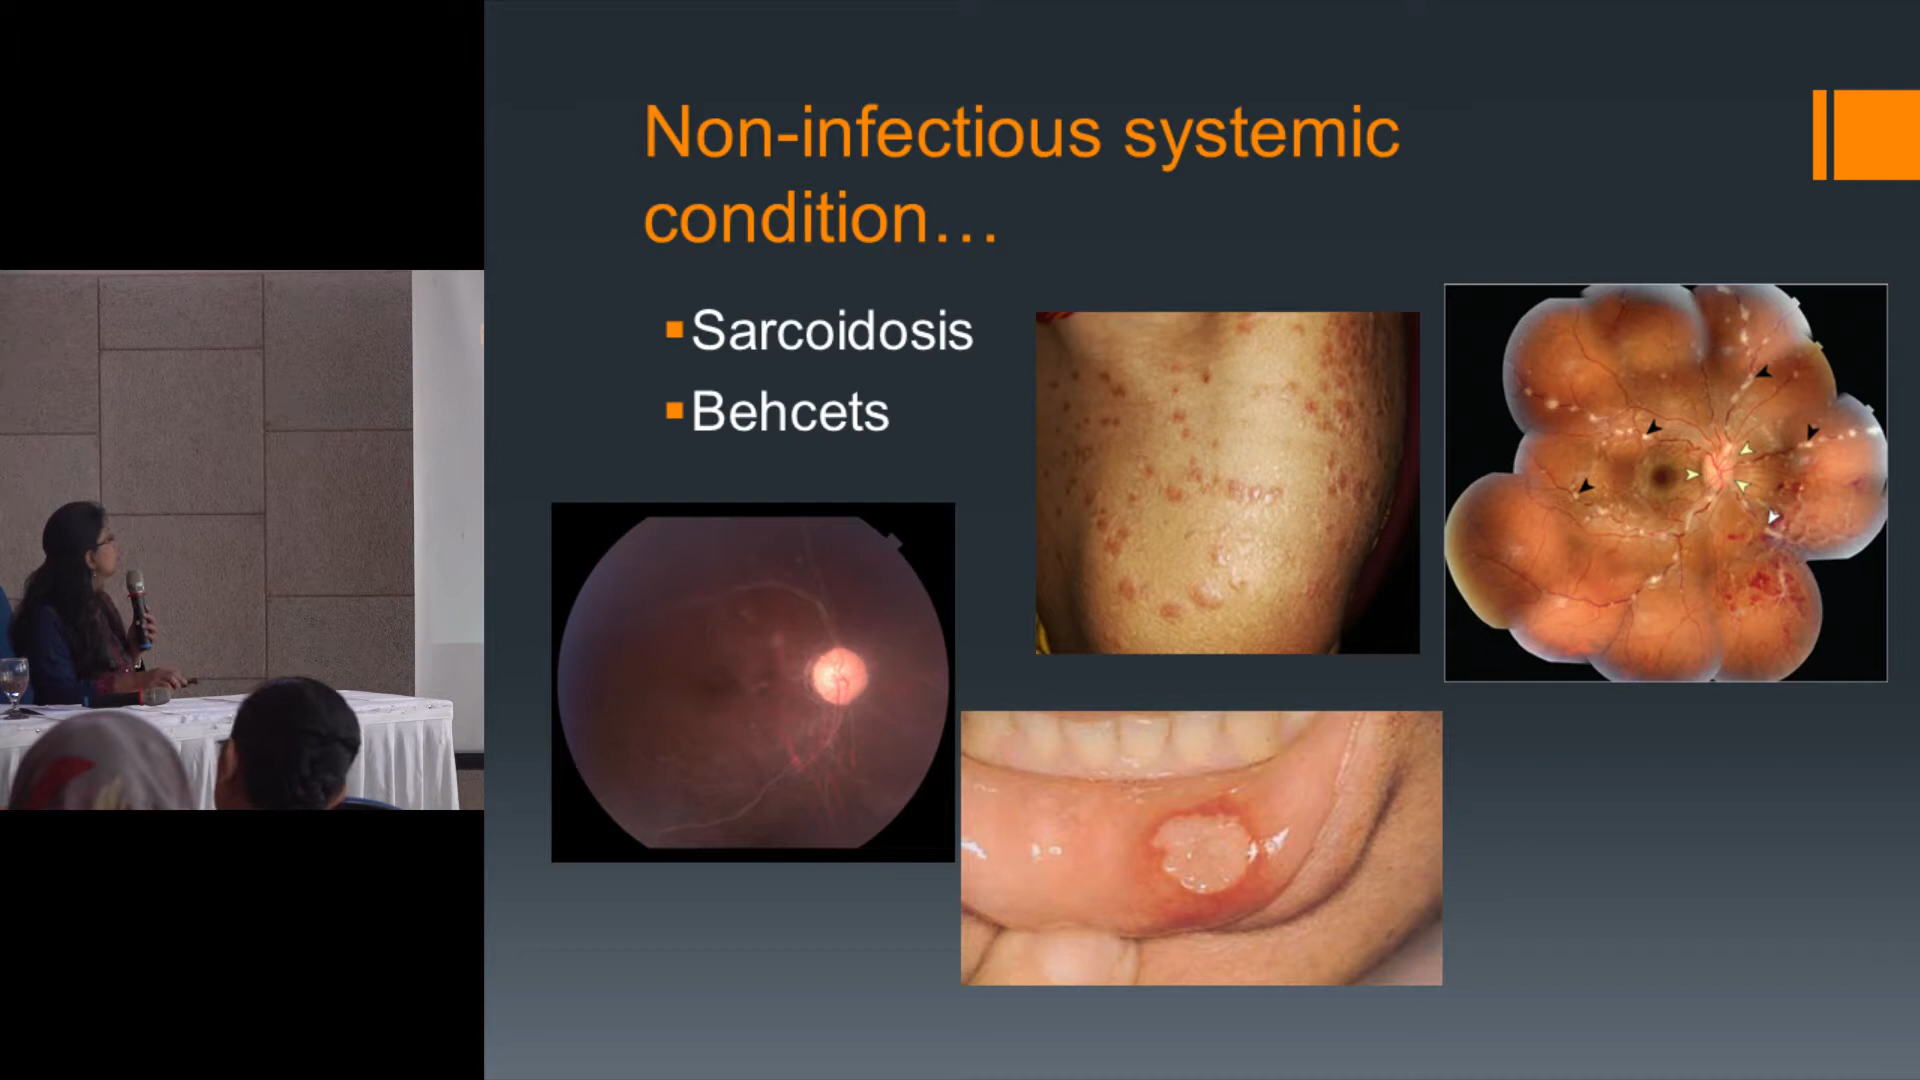 Non-infectious systemic
condition…
Sarcoidosis
Behcets